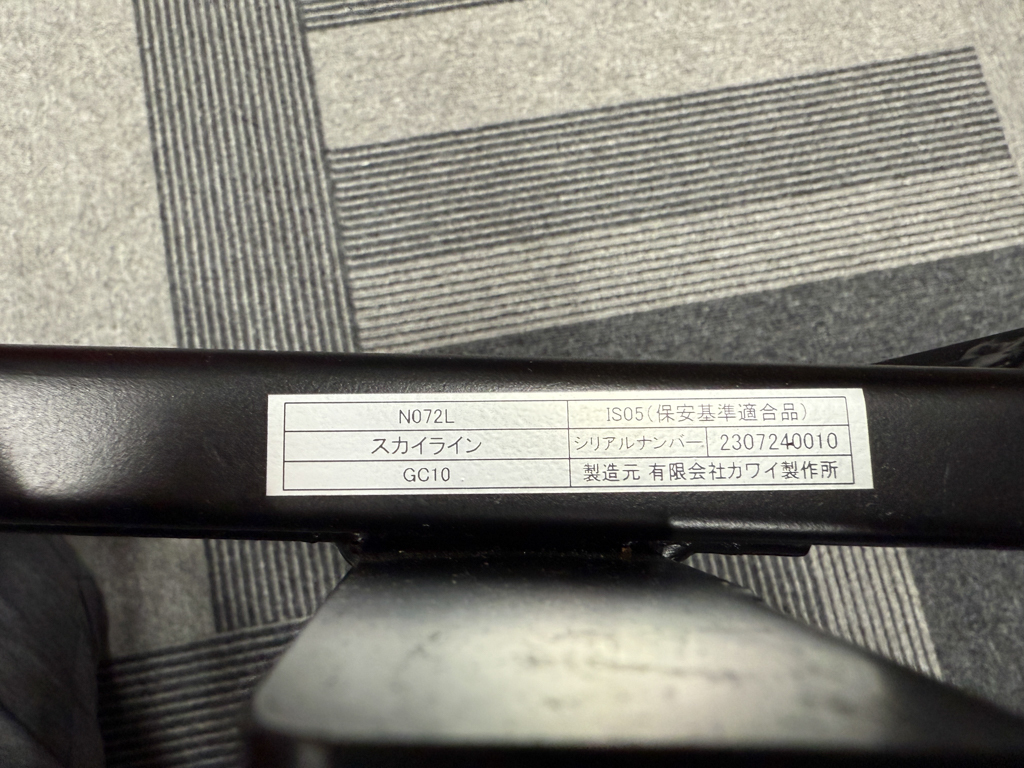 N072L IS05(保安基準適合品)
スカイライン シリアルナンバー 2307240010
GC10 製造元 有限会社カワイ製作所